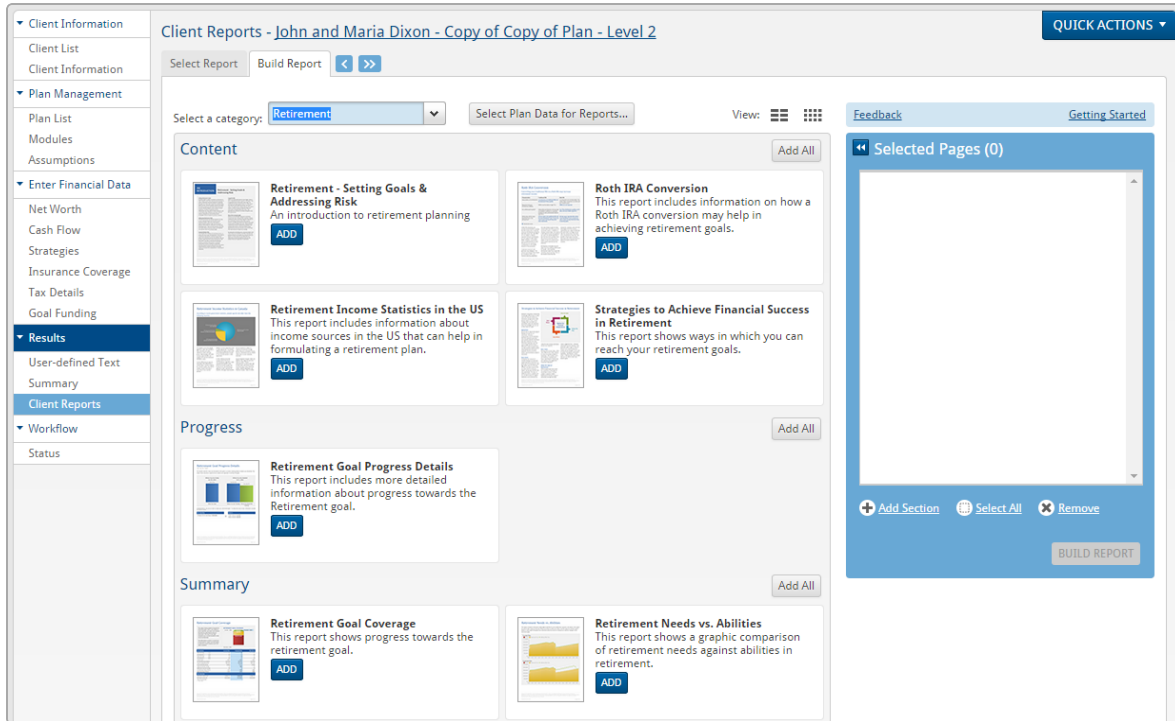 Client Information
Client List
Client Information
Plan Management
Plan List
Modules
Assumptions
Enter Financial Data
Net Worth
Cash Flow
Strategies
Insurance Coverage
Tax Details
Goal Funding
Results
User-defined Text
Summary
Client Reports
Workflow
Status
Client Reports - John and Maria Dixon - Copy of Copy of Plan - Level 2
QUICK ACTIONS
Select Report
Build Report
Select a category: Retirement
Select Plan Data for Reports...
View:
Content
Add All
Retirement - Setting Goals &
Addressing Risk
An introduction to retirement planning
ADD
Roth IRA Conversion
This report includes information on how a
Roth IRA conversion may help in
achieving retirement goals.
ADD
Retirement Income Statistics in the US
This report includes information about
income sources in the US that can help in
formulating a retirement plan.
ADD
Strategies to Achieve Financial Success
in Retirement
This report shows ways in which you can
reach your retirement goals.
ADD
Progress
Add All
Retirement Goal Progress Details
This report includes more detailed
information about progress towards the
Retirement goal.
ADD
Summary
Add All
Retirement Goal Coverage
This report shows progress towards the
retirement goal.
ADD
Retirement Needs vs. Abilities
This report shows a graphic comparison
of retirement needs against abilities in
retirement.
ADD
Feedback
Getting Started
Selected Pages (0)
Add Section
Select All
Remove
BUILD REPORT